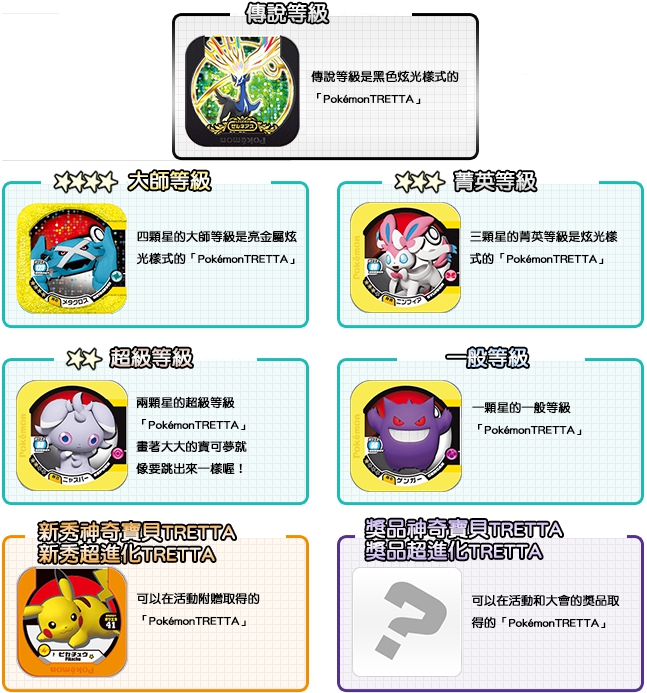 傳說等級
傳說等級是黑色炫光樣式的
「PokémonTRETTA」
ゼルネアス
Pokémon
大師等級
四顆星的大師等級是亮金屬炫
光樣式的「PokémonTRETTA」
メタグロス
菁英等級
三顆星的菁英等級是炫光樣
式的「PokémonTRETTA」
Pokémon
ニンフィア
超級等級
兩顆星的超級等級
「PokémonTRETTA」
畫著大大的寶可夢就
像要跳出來一樣喔！
Pokémon
ニャスパー
一般等級
一顆星的一般等級
「PokémonTRETTA」
Pokémon
ゲンガー
新秀神奇寶貝TRETTA
新秀超進化TRETTA
可以在活動附贈取得的
「PokémonTRETTA」
41
ピカチュウ
Pikachu
獎品神奇寶貝TRETTA
獎品超進化TRETTA
可以在活動和大會的獎品取
得的「PokémonTRETTA」
?